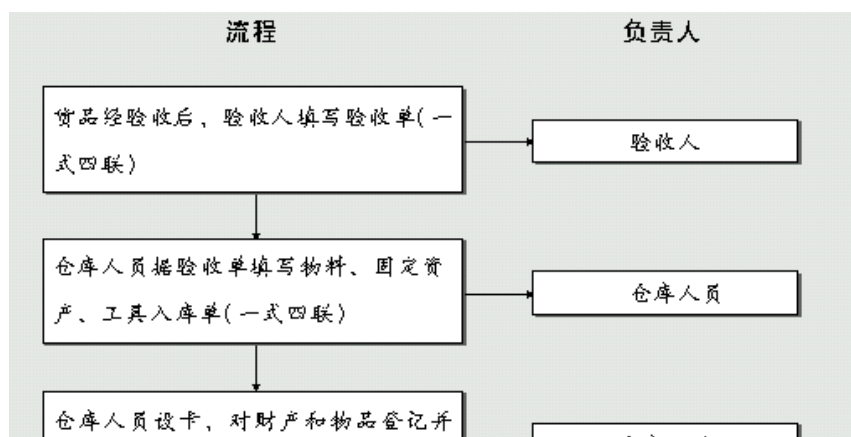 流程
负责人
货品经验收后，验收人填写验收单(一
式四联)
验收人
仓库人员据验收单填写物料、固定资
产、工具入库单(一式四联)
仓库人员
仓库人员设卡，对财产和物品登记并